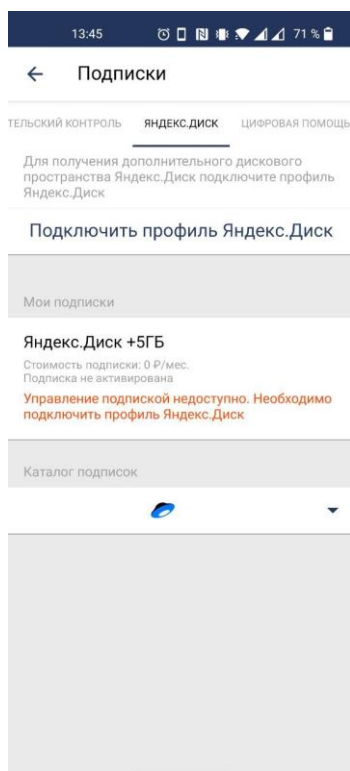 13:45 71 %
Подписки
ТЕЛЬСКИЙ КОНТРОЛЬ ЯНДЕКС.ДИСК ЦИФРОВАЯ ПОМОЩЬ
Для получения дополнительного дискового
пространства Яндекс.Диск подключите профиль
Яндекс.Диск
Подключить профиль Яндекс.Диск
Мои подписки
Яндекс.Диск +5ГБ
Стоимость подписки: 0 ₽/мес.
Подписка не активирована
Управление подпиской недоступно. Необходимо
подключить профиль Яндекс.Диск
Каталог подписок